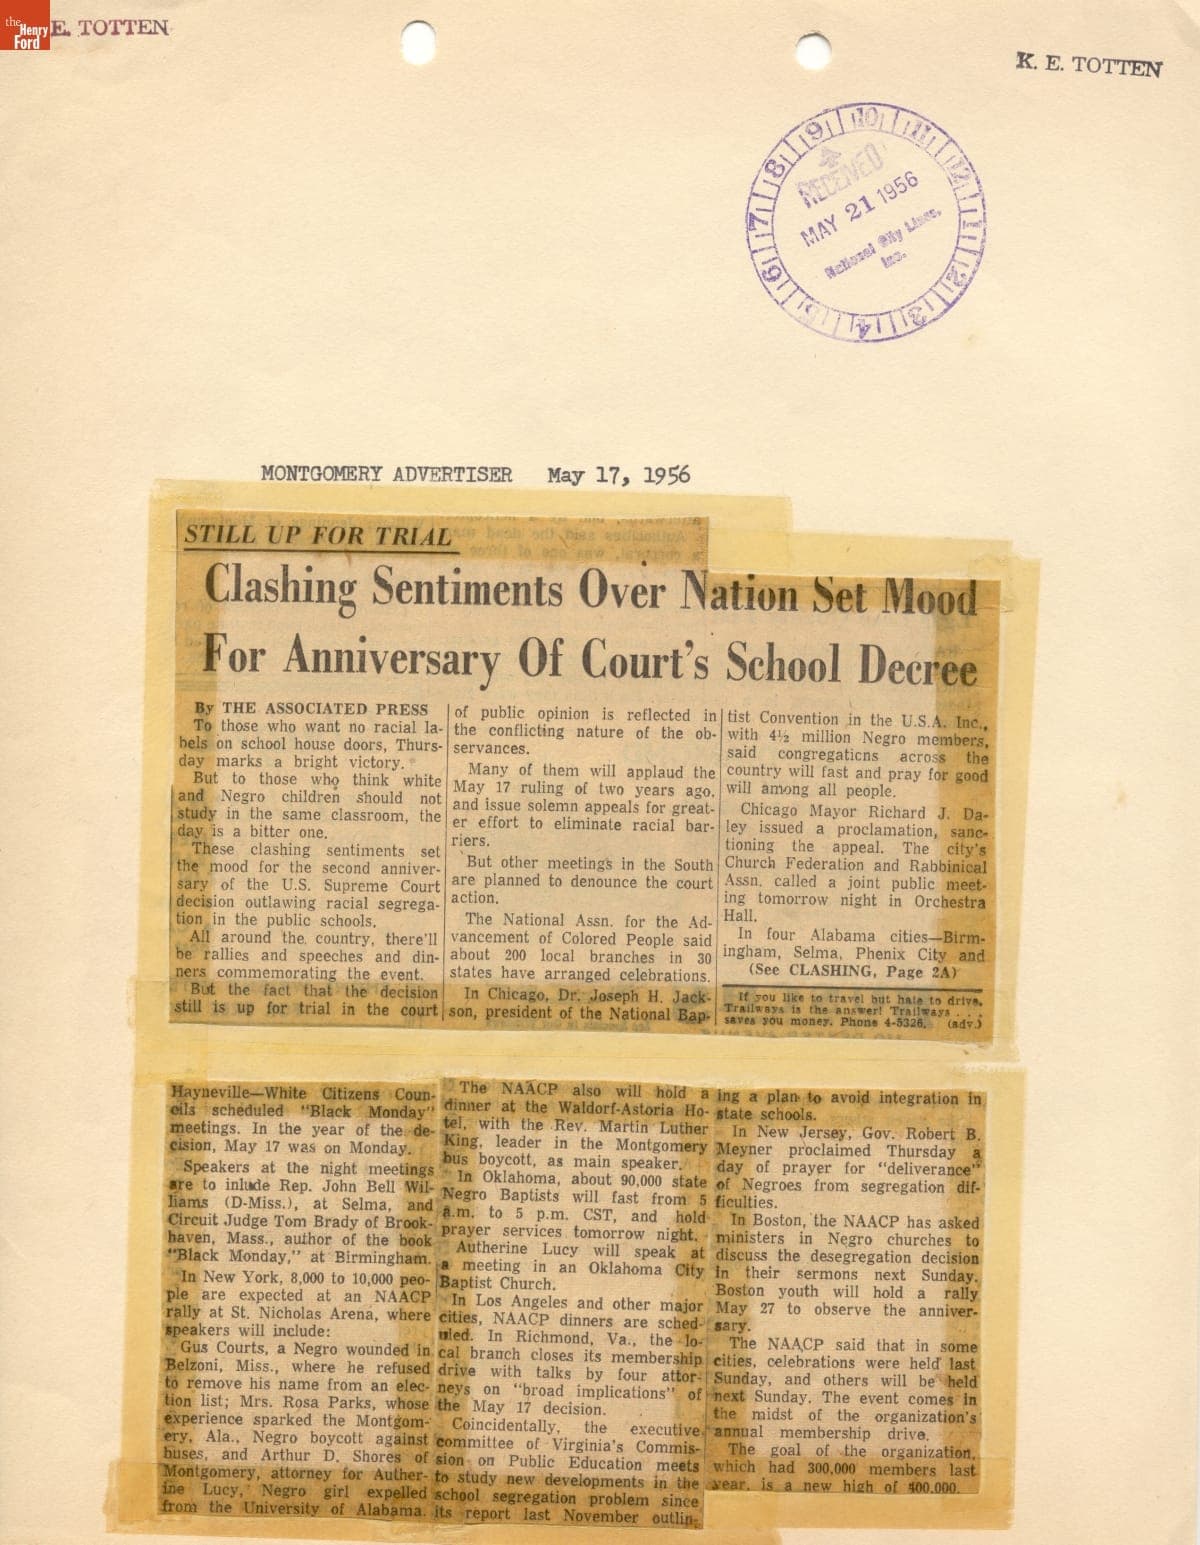 the
Henry
Ford
E. TOTTEN
K. E. TOTTEN
9 10 11 12 1 2 3 4 5 6 7 8
RECEIVED
MAY 21 1956
National City Lines,
Inc.
MONTGOMERY ADVERTISER May 17, 1956
STILL UP FOR TRIAL
Clashing Sentiments Over Nation Set Mood
For Anniversary Of Court's School Decree
By THE ASSOCIATED PRESS
To those who want no racial la-
bels on school house doors, Thurs-
day marks a bright victory.
But to those who think white
and Negro children should not
study in the same classroom, the
day is a bitter one.
These clashing sentiments set
the mood for the second anniver-
sary of the U.S. Supreme Court
decision outlawing racial segrega-
tion in the public schools.
All around the country, there'll
be rallies and speeches and din-
ners commemorating the event.
But the fact that the decision
still is up for trial in the court
of public opinion is reflected in
the conflicting nature of the ob-
servances.
Many of them will applaud the
May 17 ruling of two years ago,
and issue solemn appeals for great-
er effort to eliminate racial bar-
riers.
But other meetings in the South
are planned to denounce the court
action.
The National Assn. for the Ad-
vancement of Colored People said
about 200 local branches in 30
states have arranged celebrations.
In Chicago, Dr. Joseph H. Jack-
son, president of the National Bap-
tist Convention in the U.S.A. Inc.,
with 4½ million Negro members,
said congregations across the
country will fast and pray for good
will among all people.
Chicago Mayor Richard J. Da-
ley issued a proclamation, sanc-
tioning the appeal. The city's
Church Federation and Rabbinical
Assn. called a joint public meet-
ing tomorrow night in Orchestra
Hall.
In four Alabama cities—Birm-
ingham, Selma, Phenix City and
(See CLASHING, Page 2A)
If you like to travel but hate to drive,
Trailways is the answer! Trailways . . .
saves you money. Phone 4-5326. (adv.)
Hayneville—White Citizens Coun-
cils scheduled "Black Monday"
meetings. In the year of the de-
cision, May 17 was on Monday.
Speakers at the night meetings
are to inlude Rep. John Bell Wil-
liams (D-Miss.), at Selma, and
Circuit Judge Tom Brady of Brook-
haven, Mass., author of the book
"Black Monday," at Birmingham.
In New York, 8,000 to 10,000 peo-
ple are expected at an NAACP
rally at St. Nicholas Arena, where
speakers will include:
Gus Courts, a Negro wounded in
Belzoni, Miss., where he refused
to remove his name from an elec-
tion list; Mrs. Rosa Parks, whose
experience sparked the Montgom-
ery, Ala., Negro boycott against
buses, and Arthur D. Shores of
Montgomery, attorney for Auther-
ine Lucy, Negro girl expelled
from the University of Alabama.
The NAACP also will hold a
dinner at the Waldorf-Astoria Ho-
tel, with the Rev. Martin Luther
King, leader in the Montgomery
bus boycott, as main speaker.
In Oklahoma, about 90,000 state
Negro Baptists will fast from 5
a.m. to 5 p.m. CST, and hold
prayer services tomorrow night.
Autherine Lucy will speak at
a meeting in an Oklahoma City
Baptist Church.
In Los Angeles and other major
cities, NAACP dinners are sched-
uled. In Richmond, Va., the lo-
cal branch closes its membership
drive with talks by four attor-
neys on "broad implications" of
the May 17 decision.
Coincidentally, the executive
committee of Virginia's Commis-
sion on Public Education meets
to study new developments in the
school segregation problem since
its report last November outlin-
ing a plan to avoid integration in
state schools.
In New Jersey, Gov. Robert B.
Meyner proclaimed Thursday a
day of prayer for "deliverance"
of Negroes from segregation dif-
ficulties.
In Boston, the NAACP has asked
ministers in Negro churches to
discuss the desegregation decision
in their sermons next Sunday.
Boston youth will hold a rally
May 27 to observe the anniver-
sary.
The NAACP said that in some
cities, celebrations were held last
Sunday, and others will be held
next Sunday. The event comes in
the midst of the organization's
annual membership drive.
The goal of the organization,
which had 300,000 members last
year, is a new high of 400,000.